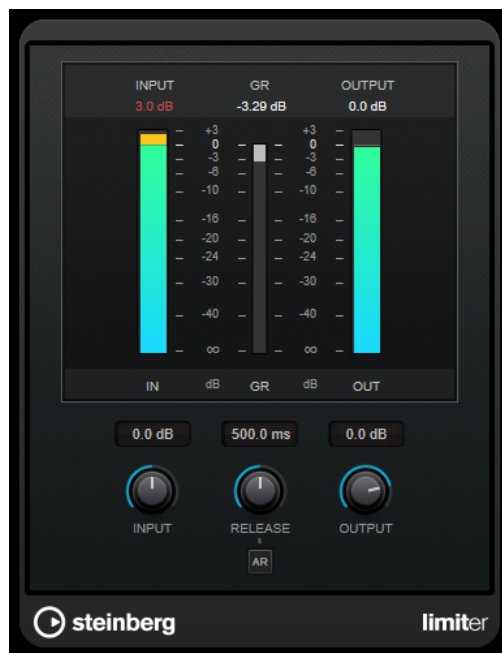 INPUT GR OUTPUT
3.0 dB -3.29 dB 0.0 dB
+3 +3
0 0
-3 -3
-6 -6
-10 -10
-16 -16
-20 -20
-24 -24
-30 -30
-40 -40
∞ ∞
IN dB GR dB OUT
0.0 dB 500.0 ms 0.0 dB
INPUT RELEASE OUTPUT
AR
steinberg limiter